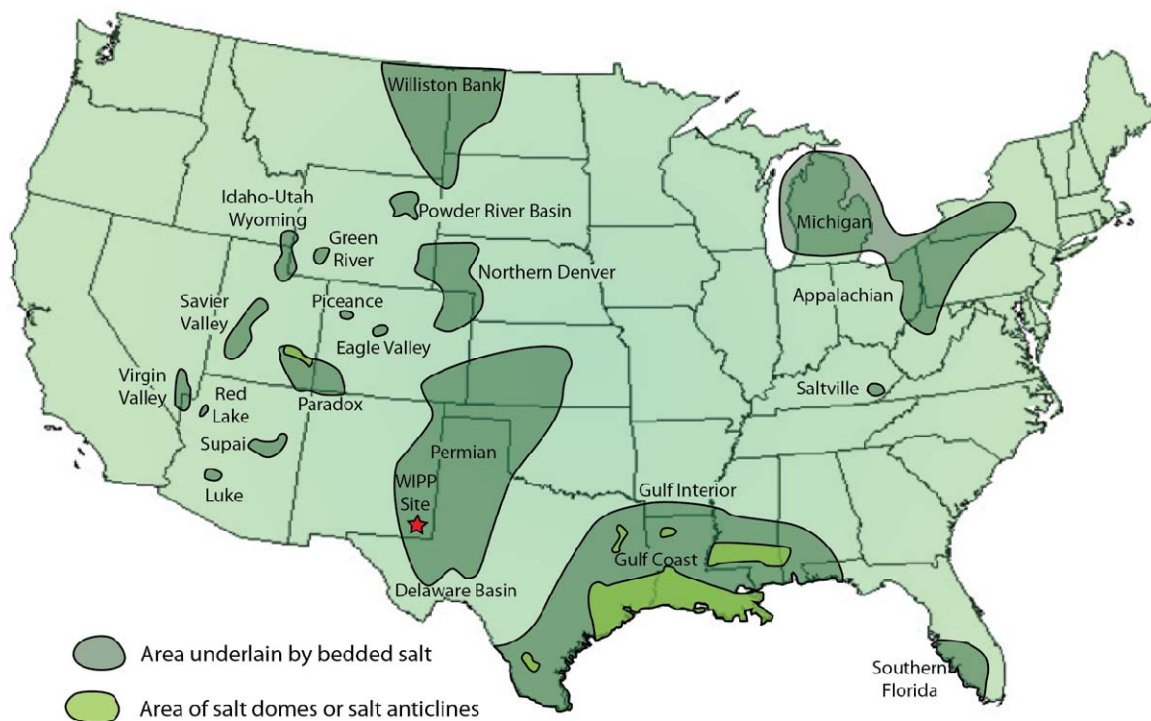 Williston Bank
Idaho-Utah
Wyoming
Powder River Basin
Green
River
Michigan
Northern Denver
Savier
Valley
Piceance
Appalachian
Eagle Valley
Virgin
Valley
Red
Lake
Paradox
Saltville
Supai
Permian
WIPP
Site
Luke
Gulf Interior
Gulf Coast
Delaware Basin
Area underlain by bedded salt
Southern
Florida
Area of salt domes or salt anticlines